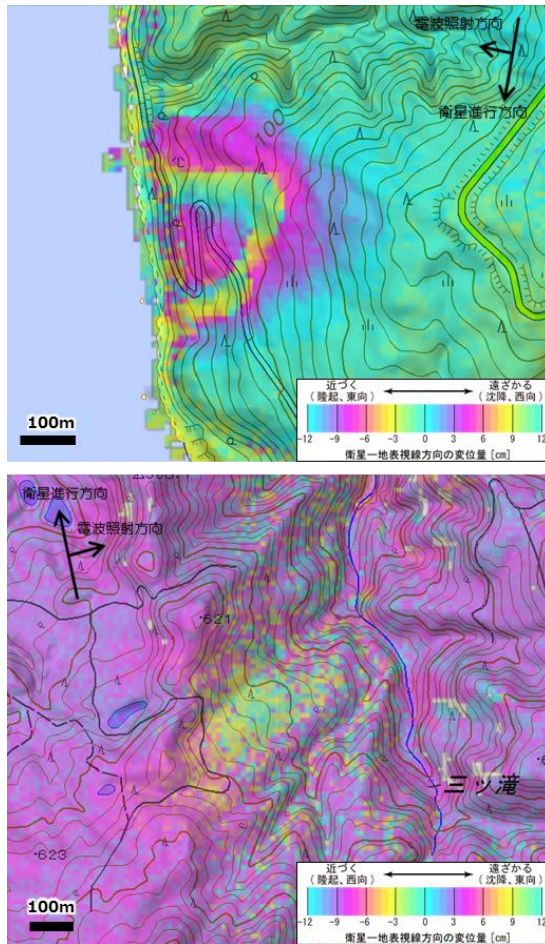 電波照射方向
衛星進行方向
100
100m
近づく
(隆起、東向)
遠ざかる
(沈降、西向)
-12 -9 -6 -3 0 3 6 9 12
衛星－地表視線方向の変位量 [cm]
衛星進行方向
電波照射方向
・621
三ッ滝
・623
100m
近づく
(隆起、西向)
遠ざかる
(沈降、東向)
-12 -9 -6 -3 0 3 6 9 12
衛星－地表視線方向の変位量 [cm]